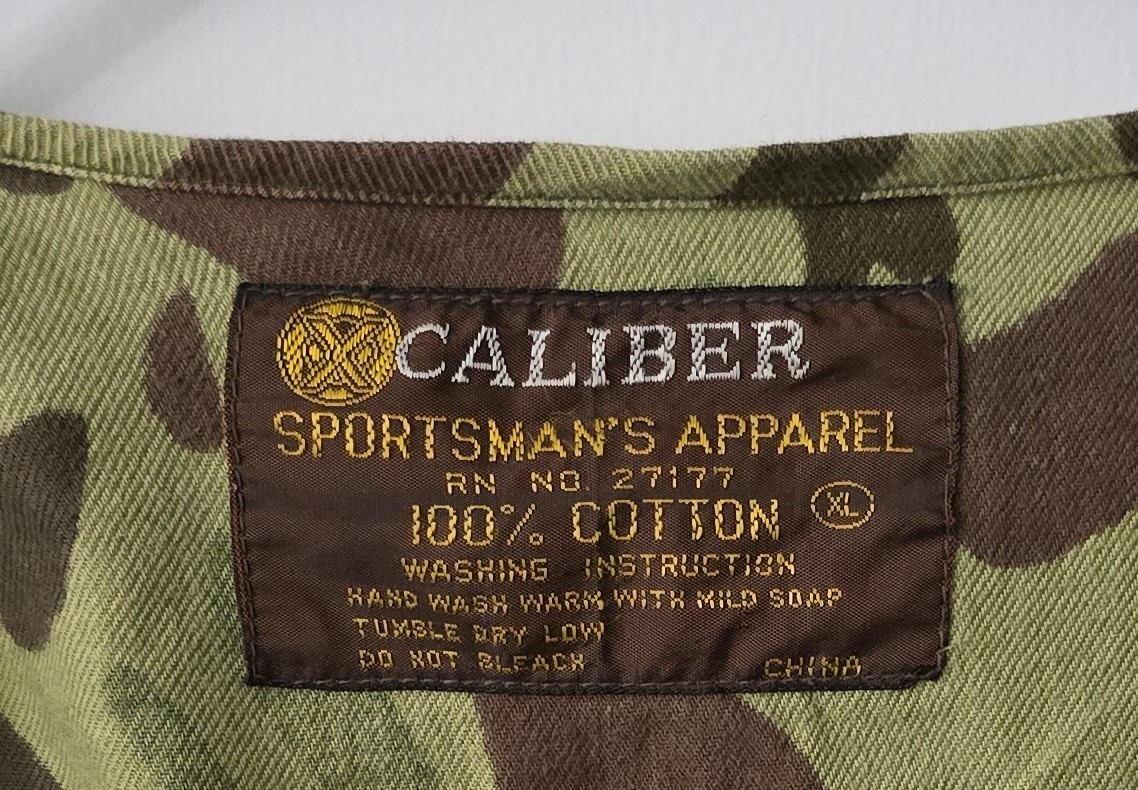 XCALIBER
SPORTSMAN'S APPAREL
RN NO. 27177
100% COTTON XL
WASHING INSTRUCTION
HAND WASH WARM WITH MILD SOAP
TUMBLE DRY LOW
DO NOT BLEACH CHINA